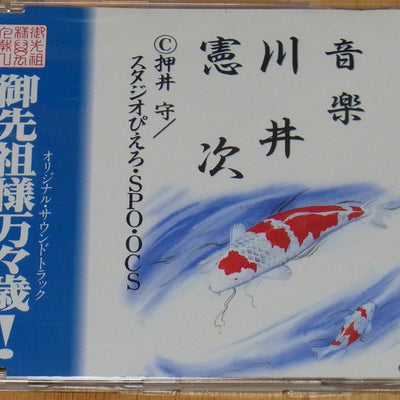 音楽
川井
憲次
©押井 守／
スタジオぴえろ・SPO・OCS
御先祖様万々歳！
オリジナル・サウンドトラック